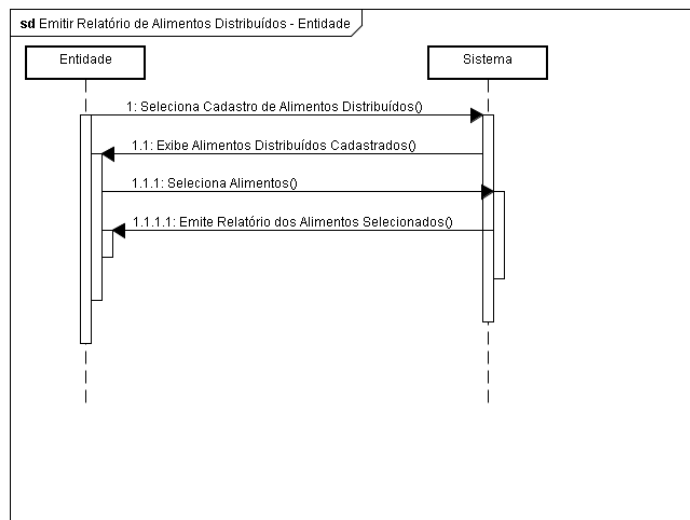 sd Emitir Relatório de Alimentos Distribuídos - Entidade
Entidade
Sistema
1: Seleciona Cadastro de Alimentos Distribuídos()
1.1: Exibe Alimentos Distribuídos Cadastrados()
1.1.1: Seleciona Alimentos()
1.1.1.1: Emite Relatório dos Alimentos Selecionados()